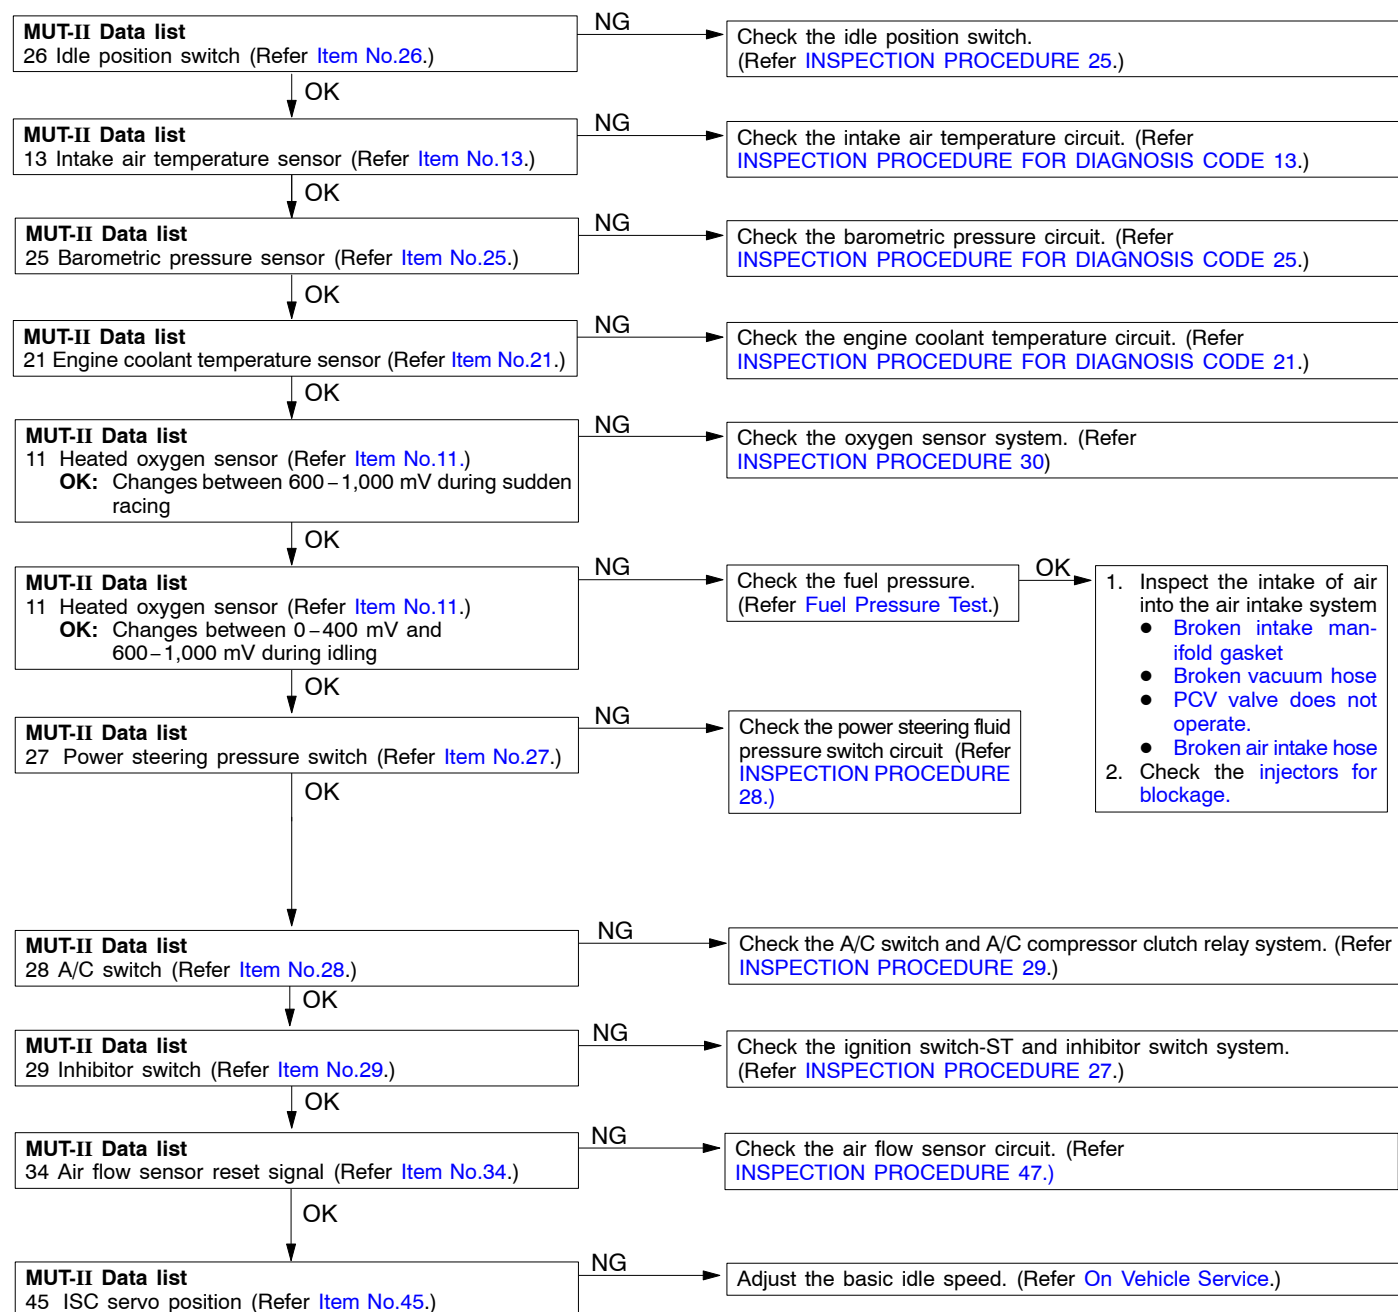 MUT-II Data list
26 Idle position switch (Refer Item No.26.)
NG
Check the idle position switch.
(Refer INSPECTION PROCEDURE 25.)
OK
MUT-II Data list
13 Intake air temperature sensor (Refer Item No.13.)
NG
Check the intake air temperature circuit. (Refer
INSPECTION PROCEDURE FOR DIAGNOSIS CODE 13.)
OK
MUT-II Data list
25 Barometric pressure sensor (Refer Item No.25.)
NG
Check the barometric pressure circuit. (Refer
INSPECTION PROCEDURE FOR DIAGNOSIS CODE 25.)
OK
MUT-II Data list
21 Engine coolant temperature sensor (Refer Item No.21.)
NG
Check the engine coolant temperature circuit. (Refer
INSPECTION PROCEDURE FOR DIAGNOSIS CODE 21.)
OK
MUT-II Data list
11 Heated oxygen sensor (Refer Item No.11.)
OK: Changes between 600–1,000 mV during sudden
racing
NG
Check the oxygen sensor system. (Refer
INSPECTION PROCEDURE 30)
OK
MUT-II Data list
11 Heated oxygen sensor (Refer Item No.11.)
OK: Changes between 0–400 mV and
600–1,000 mV during idling
NG
Check the fuel pressure.
(Refer Fuel Pressure Test.)
OK
1. Inspect the intake of air
into the air intake system
● Broken intake man-
ifold gasket
● Broken vacuum hose
● PCV valve does not
operate.
● Broken air intake hose
2. Check the injectors for
blockage.
OK
MUT-II Data list
27 Power steering pressure switch (Refer Item No.27.)
NG
Check the power steering fluid
pressure switch circuit (Refer
INSPECTION PROCEDURE
28.)
OK
MUT-II Data list
28 A/C switch (Refer Item No.28.)
NG
Check the A/C switch and A/C compressor clutch relay system. (Refer
INSPECTION PROCEDURE 29.)
OK
MUT-II Data list
29 Inhibitor switch (Refer Item No.29.)
NG
Check the ignition switch-ST and inhibitor switch system.
(Refer INSPECTION PROCEDURE 27.)
OK
MUT-II Data list
34 Air flow sensor reset signal (Refer Item No.34.)
NG
Check the air flow sensor circuit. (Refer
INSPECTION PROCEDURE 47.)
OK
MUT-II Data list
45 ISC servo position (Refer Item No.45.)
NG
Adjust the basic idle speed. (Refer On Vehicle Service.)